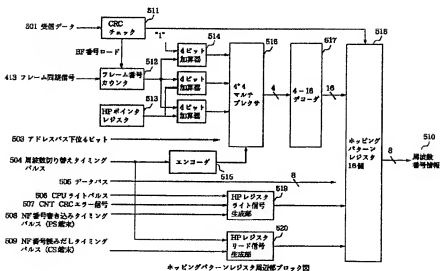 501 受信データ
CRC
チェック
511
BF番号ロード
"1"
4ビット
加算器
514
516
517
518
413 フレーム同期信号
フレーム番号
カウンタ
512
4ビット
加算器
513
HPポインタ
レジスタ
4ビット
加算器
4*4
マルチ
プレクサ
4
4−16
デコーダ
16
ホッピング
パターン
レジスタ
16個
8
510
周波数
番号情報
503 アドレスバス下位4ビット
504 周波数切り替えタイミング
パルス
エンコーダ
515
505 データバス
8
506 CPUライトパルス
507 CNT CRCエラー信号
508 NF番号書き込みタイミング
パルス (PS端末)
HPレジスタ
ライト信号
生成部
519
509 NF番号読みだしタイミング
パルス (CS端末)
HPレジスタ
リード信号
生成部
520
ホッピングパターンレジスタ周辺部ブロック図